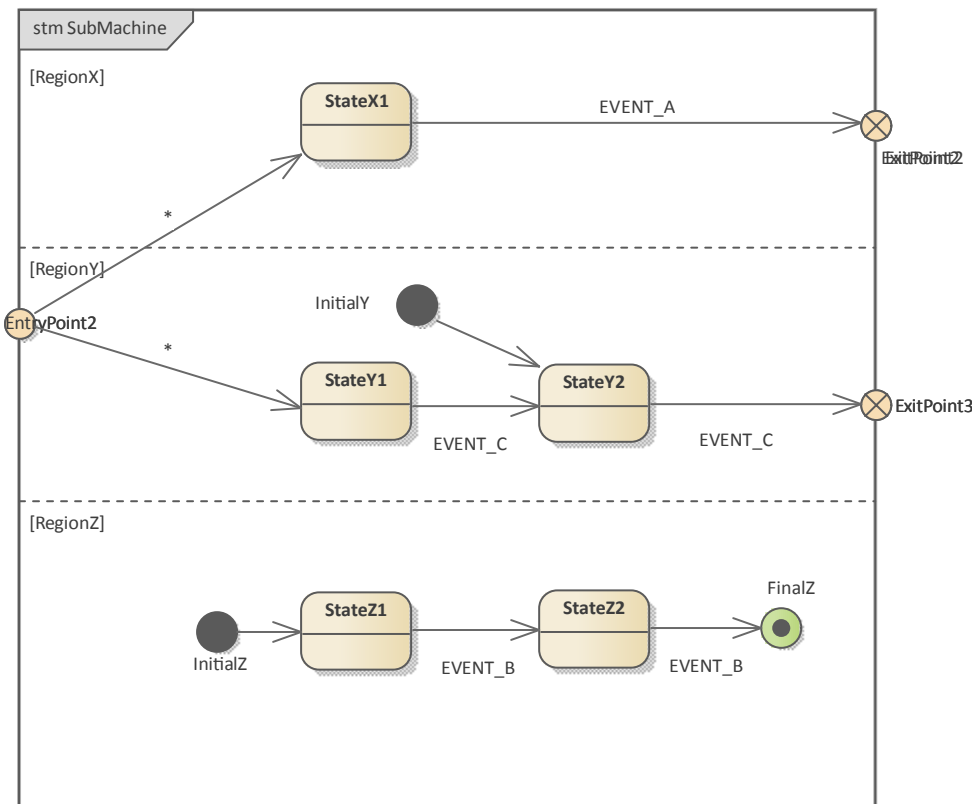 stm SubMachine
[RegionX]
StateX1
EVENT_A
ExitPoint2
*
[RegionY]
InitialY
EntryPoint2
*
StateY1
StateY2
ExitPoint3
EVENT_C
EVENT_C
[RegionZ]
FinalZ
StateZ1
StateZ2
InitialZ
EVENT_B
EVENT_B